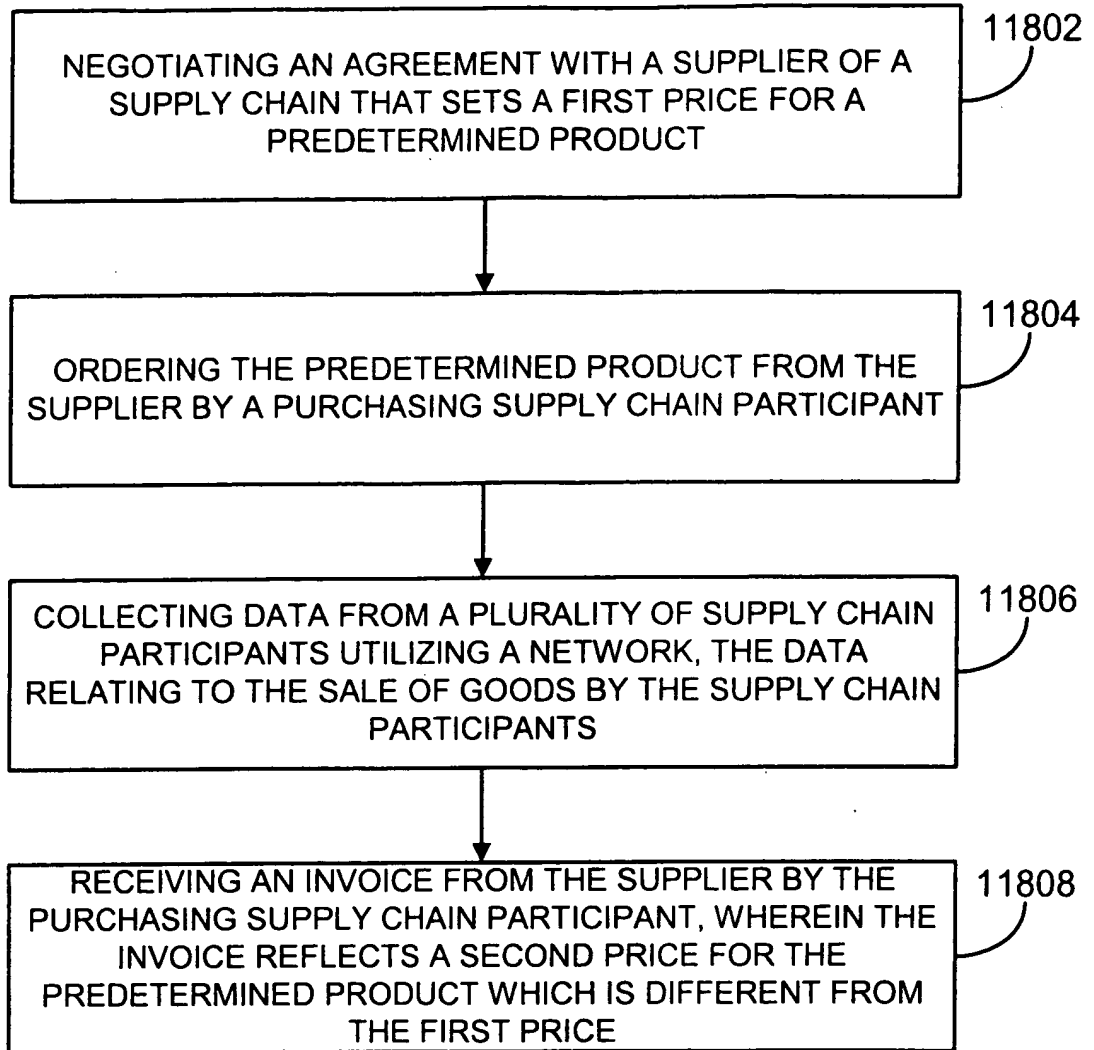 11802
NEGOTIATING AN AGREEMENT WITH A SUPPLIER OF A
SUPPLY CHAIN THAT SETS A FIRST PRICE FOR A
PREDETERMINED PRODUCT
11804
ORDERING THE PREDETERMINED PRODUCT FROM THE
SUPPLIER BY A PURCHASING SUPPLY CHAIN PARTICIPANT
11806
COLLECTING DATA FROM A PLURALITY OF SUPPLY CHAIN
PARTICIPANTS UTILIZING A NETWORK, THE DATA
RELATING TO THE SALE OF GOODS BY THE SUPPLY CHAIN
PARTICIPANTS
11808
RECEIVING AN INVOICE FROM THE SUPPLIER BY THE
PURCHASING SUPPLY CHAIN PARTICIPANT, WHEREIN THE
INVOICE REFLECTS A SECOND PRICE FOR THE
PREDETERMINED PRODUCT WHICH IS DIFFERENT FROM
THE FIRST PRICE